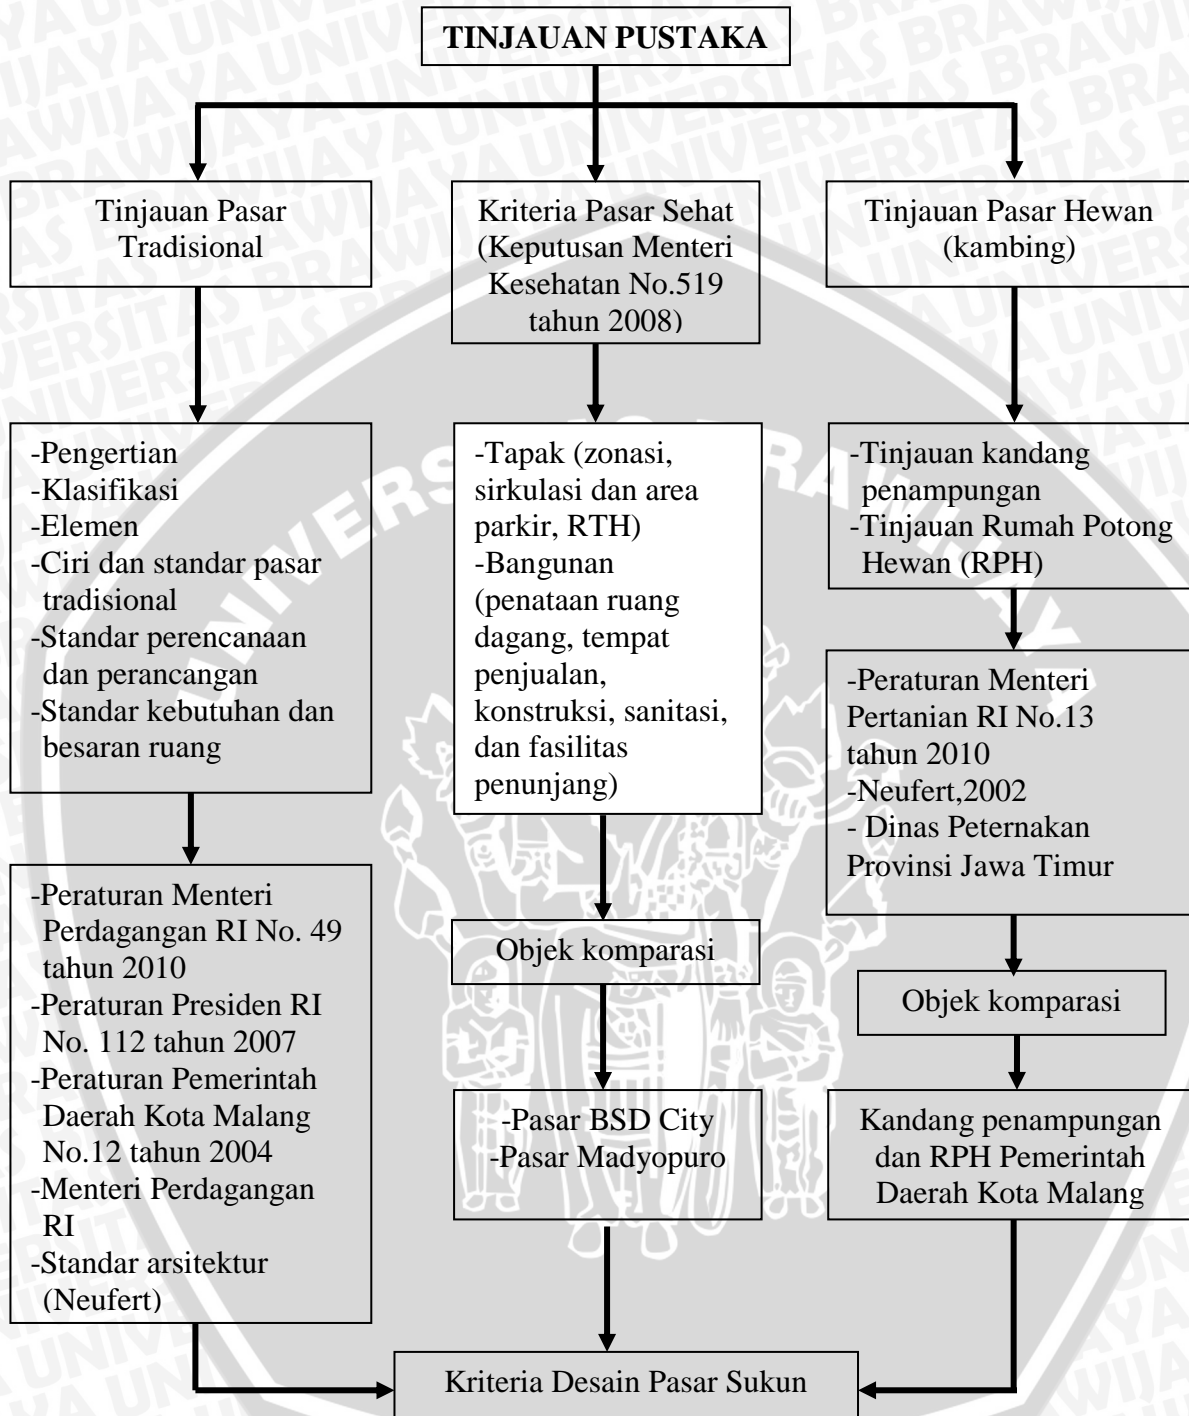 TINJAUAN PUSTAKA
Tinjauan Pasar
Tradisional
Kriteria Pasar Sehat
(Keputusan Menteri
Kesehatan No.519
tahun 2008)
Tinjauan Pasar Hewan
(kambing)
-Pengertian
-Klasifikasi
-Elemen
-Ciri dan standar pasar
tradisional
-Standar perencanaan
dan perancangan
-Standar kebutuhan dan
besaran ruang
-Tapak (zonasi,
sirkulasi dan area
parkir, RTH)
-Bangunan
(penataan ruang
dagang, tempat
penjualan,
konstruksi, sanitasi,
dan fasilitas
penunjang)
-Tinjauan kandang
penampungan
-Tinjauan Rumah Potong
Hewan (RPH)
-Peraturan Menteri
Pertanian RI No.13
tahun 2010
-Neufert,2002
- Dinas Peternakan
Provinsi Jawa Timur
-Peraturan Menteri
Perdagangan RI No. 49
tahun 2010
-Peraturan Presiden RI
No. 112 tahun 2007
-Peraturan Pemerintah
Daerah Kota Malang
No.12 tahun 2004
-Menteri Perdagangan
RI
-Standar arsitektur
(Neufert)
Objek komparasi
Objek komparasi
-Pasar BSD City
-Pasar Madyopuro
Kandang penampungan
dan RPH Pemerintah
Daerah Kota Malang
Kriteria Desain Pasar Sukun
UNIVERSITAS BRAWIJAYA